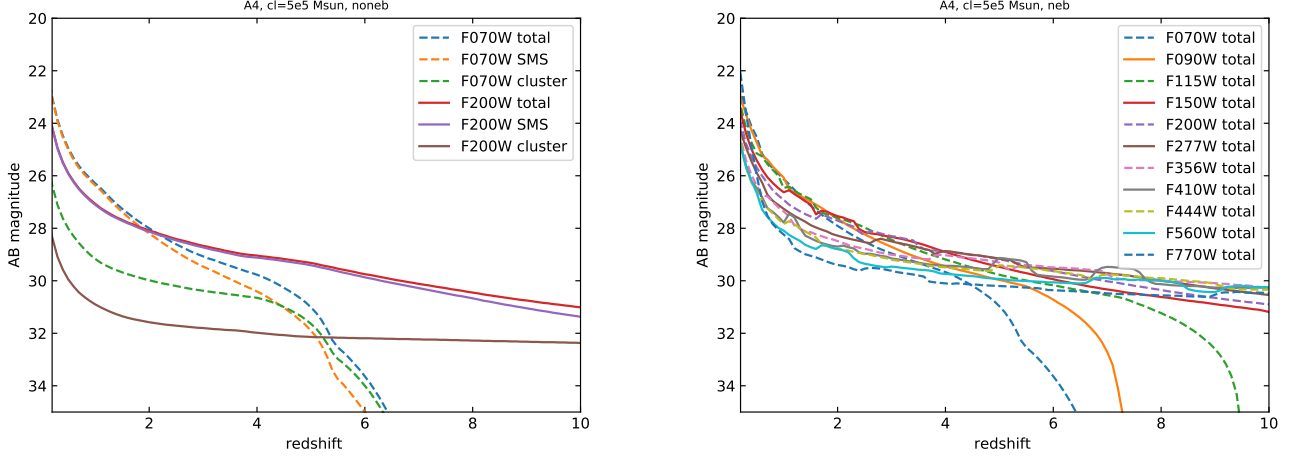 A4, cl=5e5 Msun, noneb
20
22
24
26
28
30
32
34
AB magnitude
2
4
6
8
10
redshift
F070W total
F070W SMS
F070W cluster
F200W total
F200W SMS
F200W cluster
A4, cl=5e5 Msun, neb
20
22
24
26
28
30
32
34
AB magnitude
2
4
6
8
10
redshift
F070W total
F090W total
F115W total
F150W total
F200W total
F277W total
F356W total
F410W total
F444W total
F560W total
F770W total